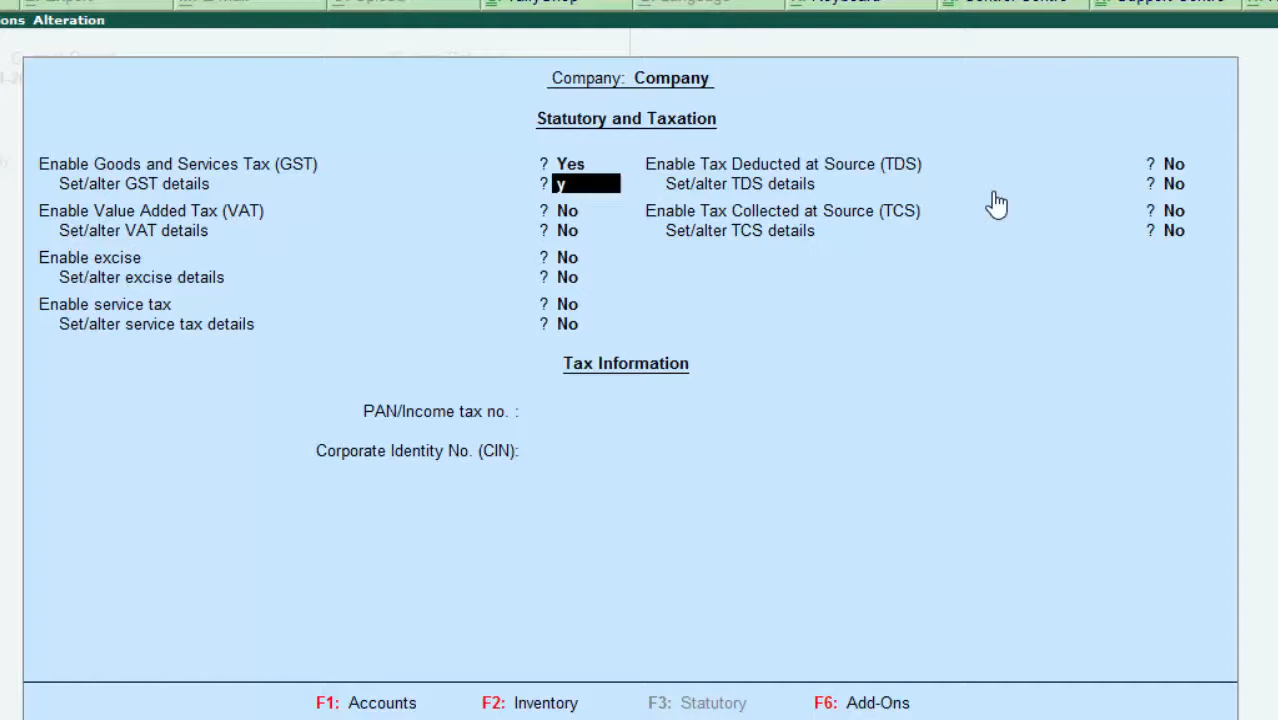 ons Alteration
Company: Company
Statutory and Taxation
Enable Goods and Services Tax (GST) ? Yes Enable Tax Deducted at Source (TDS) ? No
Set/alter GST details ? y Set/alter TDS details ? No
Enable Value Added Tax (VAT) ? No Enable Tax Collected at Source (TCS) ? No
Set/alter VAT details ? No Set/alter TCS details ? No
Enable excise ? No
Set/alter excise details ? No
Enable service tax ? No
Set/alter service tax details ? No
Tax Information
PAN/Income tax no. :
Corporate Identity No. (CIN):
F1: Accounts F2: Inventory F3: Statutory F6: Add-Ons